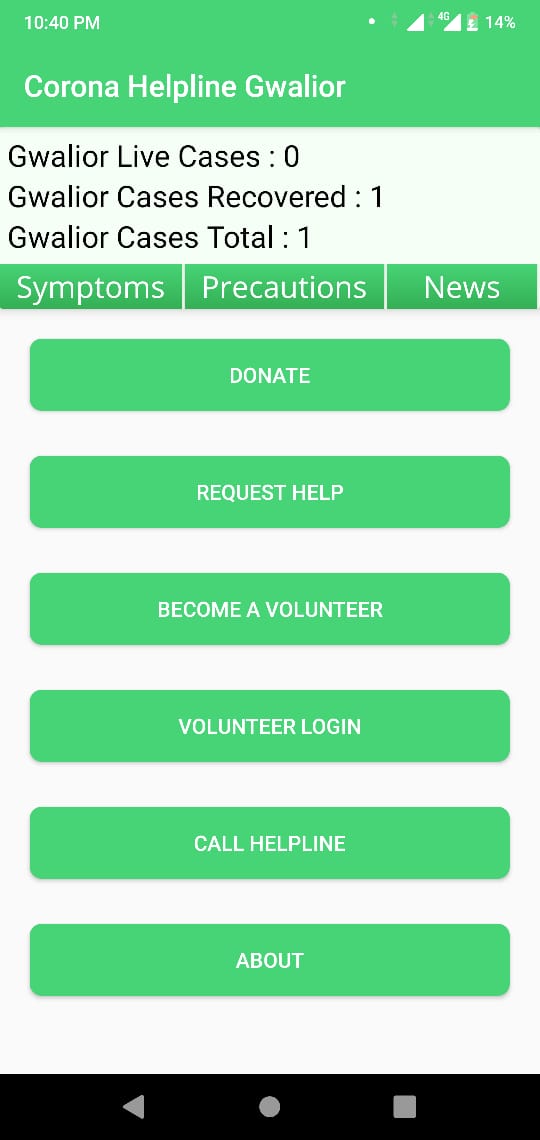 10:40 PM 4G 14%
Corona Helpline Gwalior
Gwalior Live Cases : 0
Gwalior Cases Recovered : 1
Gwalior Cases Total : 1
Symptoms Precautions News
DONATE
REQUEST HELP
BECOME A VOLUNTEER
VOLUNTEER LOGIN
CALL HELPLINE
ABOUT